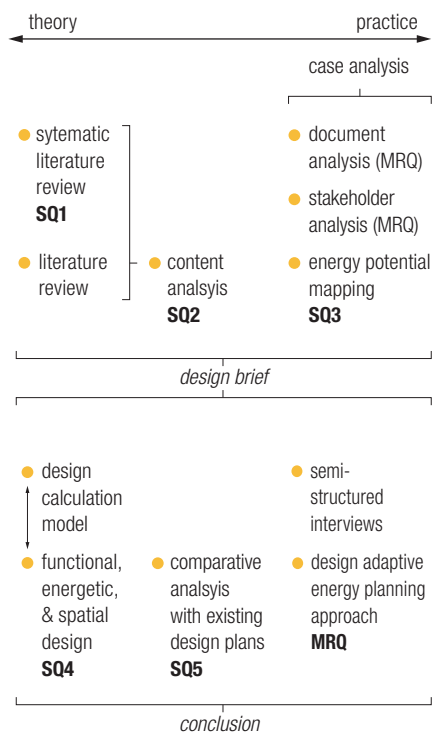 theory
practice
case analysis
sytematic
literature
review
SQ1
literature
review
content
analsyis
SQ2
document
analysis (MRQ)
stakeholder
analysis (MRQ)
energy potential
mapping
SQ3
design brief
design
calculation
model
functional,
energetic,
& spatial
design
SQ4
comparative
analsyis
with existing
design plans
SQ5
semi-
structured
interviews
design adaptive
energy planning
approach
MRQ
conclusion